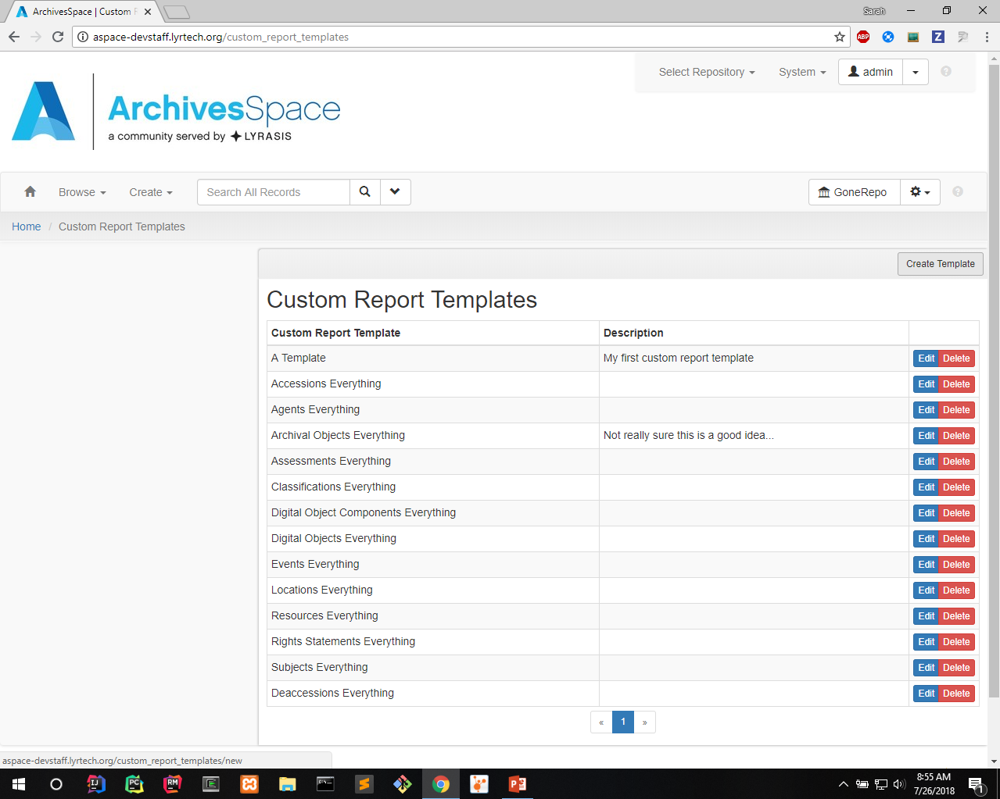 ArchivesSpace | Custom R
Sarah
aspace-devstaff.lyrtech.org/custom_report_templates
ABP
Z
Select Repository
System
admin
ArchivesSpace
a community served by LYRASIS
Browse
Create
Search All Records
GoneRepo
Home / Custom Report Templates
Create Template
Custom Report Templates
Custom Report Template Description
A Template My first custom report template Edit Delete
Accessions Everything Edit Delete
Agents Everything Edit Delete
Archival Objects Everything Not really sure this is a good idea... Edit Delete
Assessments Everything Edit Delete
Classifications Everything Edit Delete
Digital Object Components Everything Edit Delete
Digital Objects Everything Edit Delete
Events Everything Edit Delete
Locations Everything Edit Delete
Resources Everything Edit Delete
Rights Statements Everything Edit Delete
Subjects Everything Edit Delete
Deaccessions Everything Edit Delete
« 1 »
aspace-devstaff.lyrtech.org/custom_report_templates/new
8:55 AM
7/26/2018
1